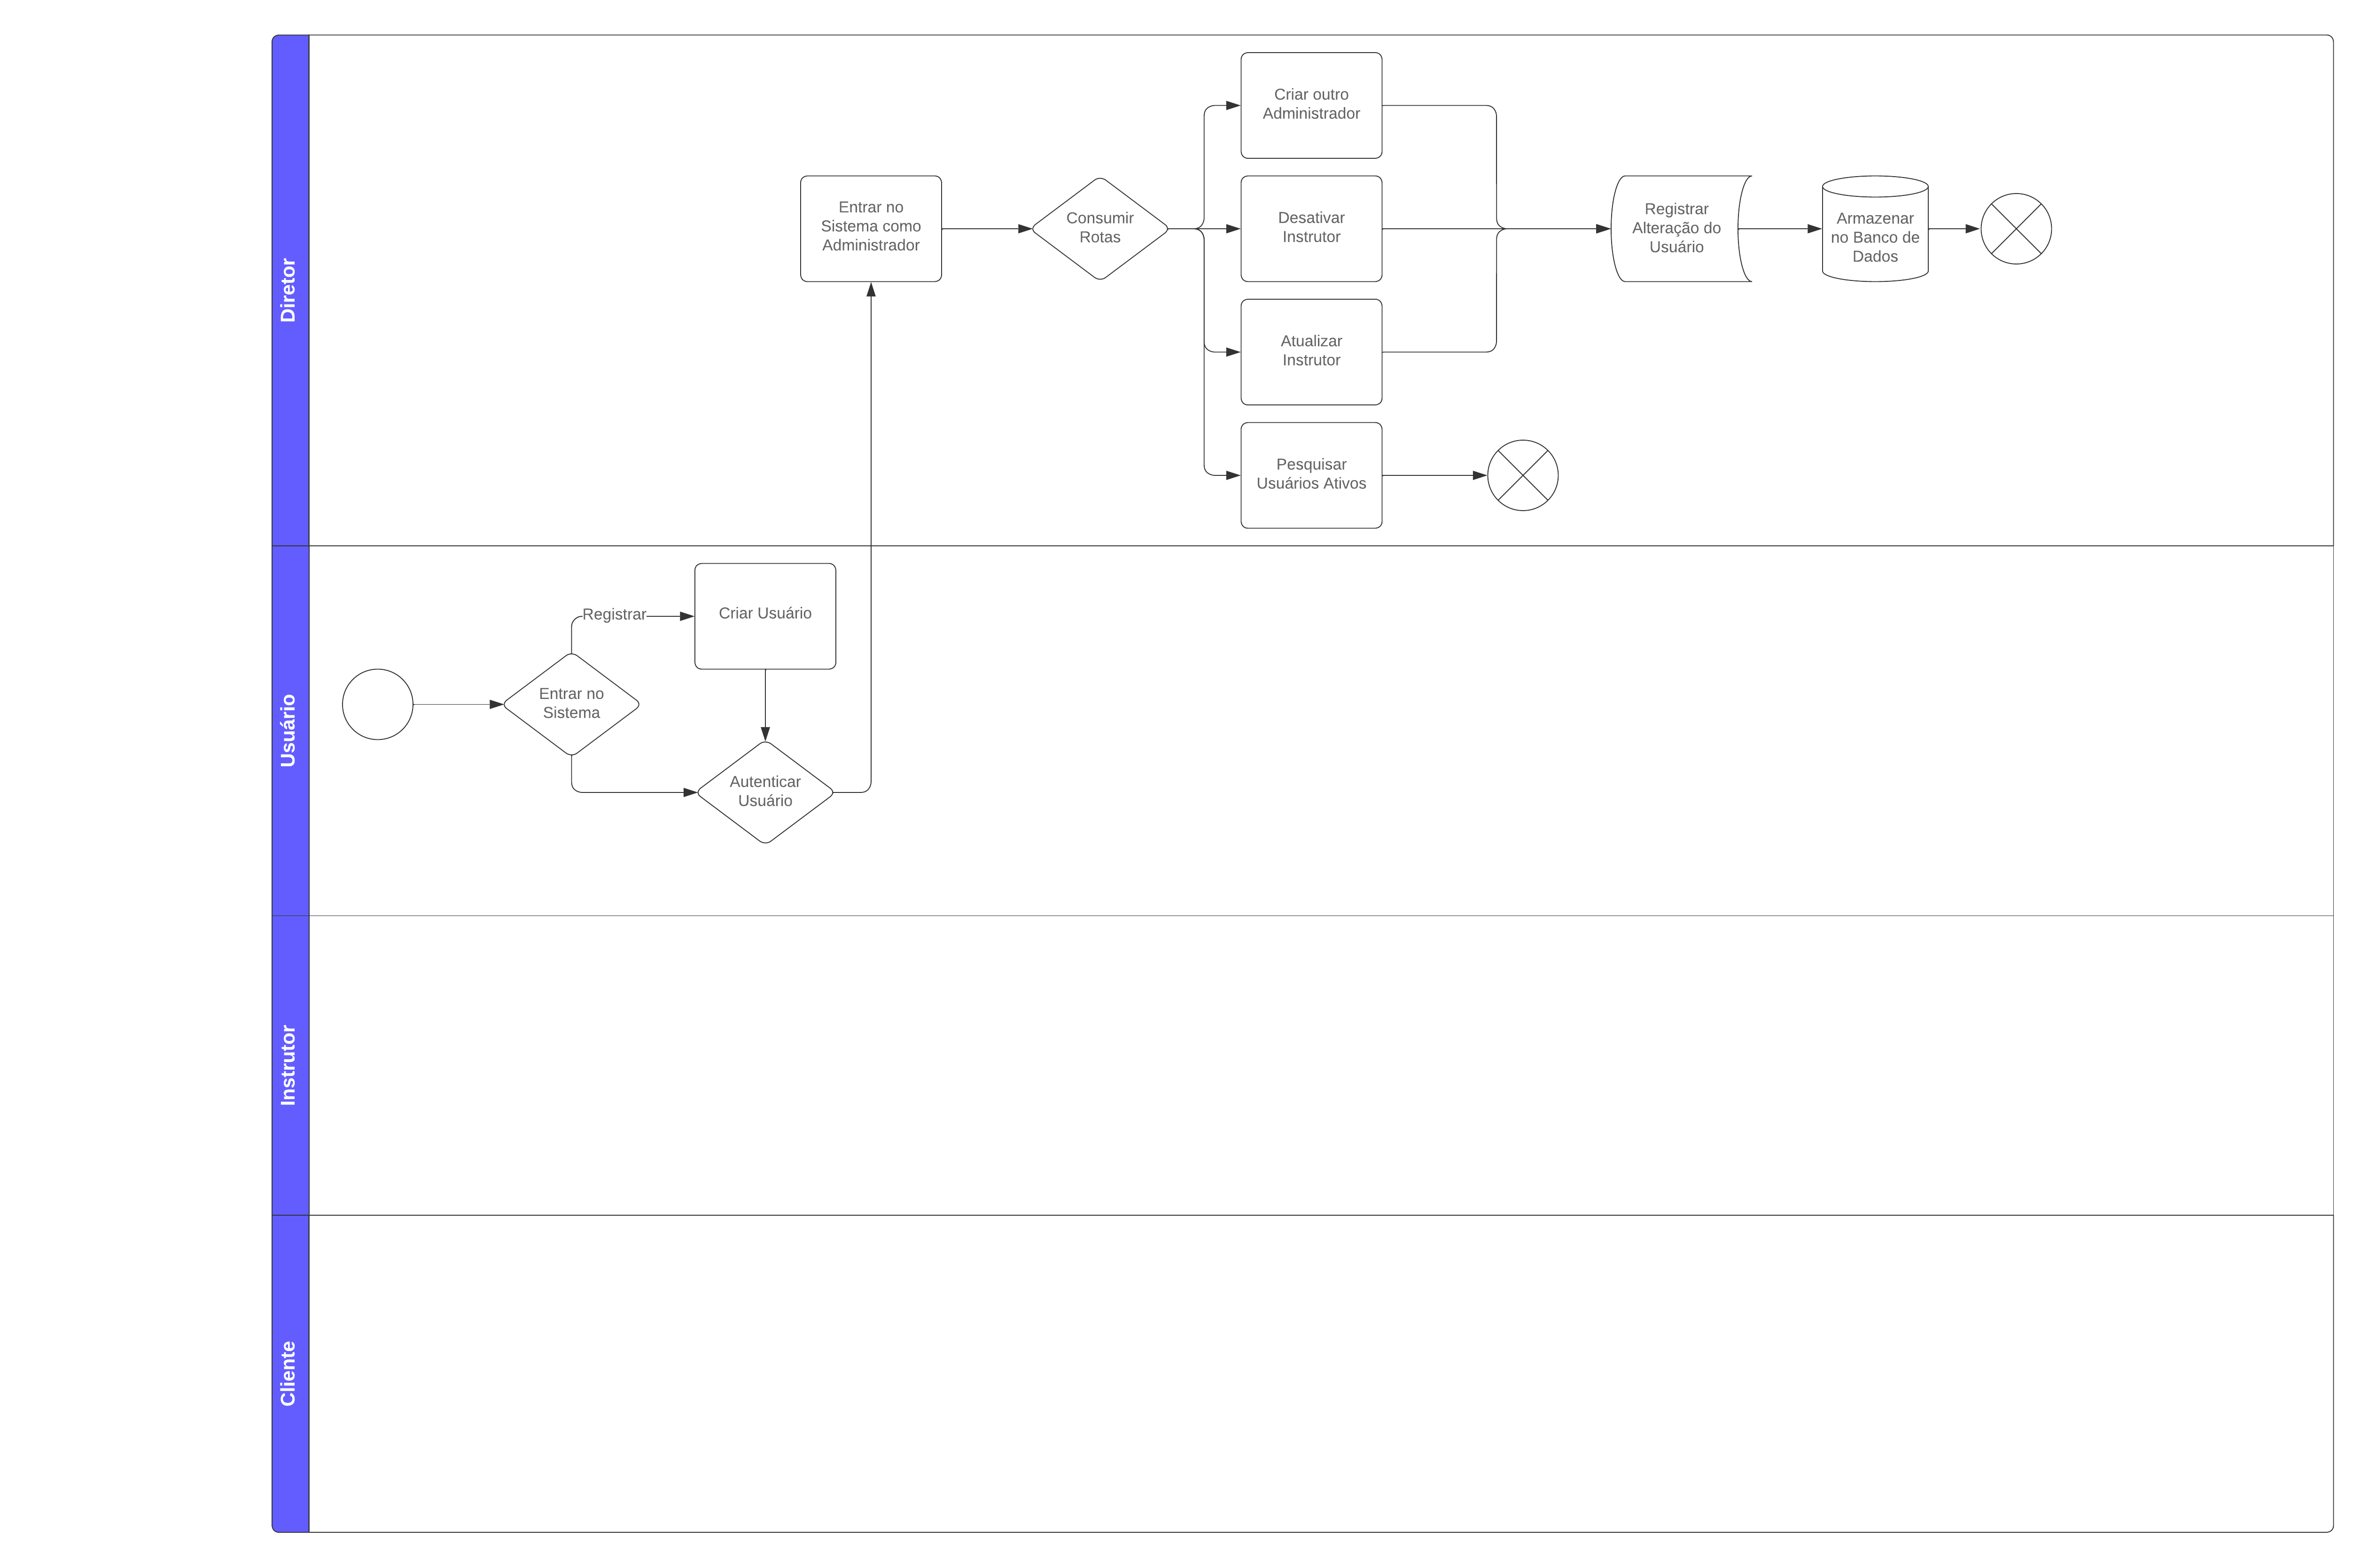 Diretor
Criar outro
Administrador
Entrar no
Sistema como
Administrador
Consumir
Rotas
Desativar
Instrutor
Registrar
Alteração do
Usuário
Armazenar
no Banco de
Dados
Atualizar
Instrutor
Pesquisar
Usuários Ativos
Usuário
Registrar
Criar Usuário
Entrar no
Sistema
Autenticar
Usuário
Instrutor
Cliente